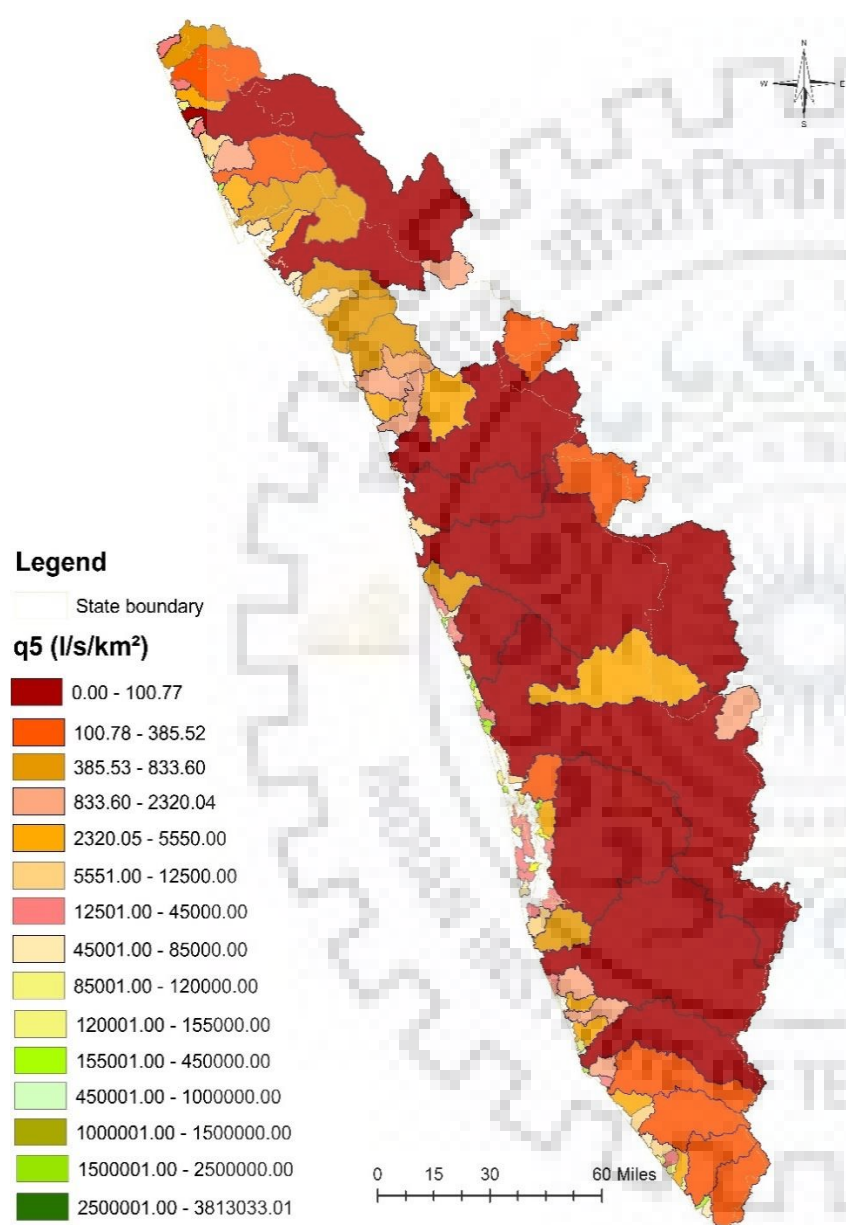 N
W E
S
Legend
State boundary
q5 (l/s/km²)
0.00 - 100.77
100.78 - 385.52
385.53 - 833.60
833.60 - 2320.04
2320.05 - 5550.00
5551.00 - 12500.00
12501.00 - 45000.00
45001.00 - 85000.00
85001.00 - 120000.00
120001.00 - 155000.00
155001.00 - 450000.00
450001.00 - 1000000.00
1000001.00 - 1500000.00
1500001.00 - 2500000.00
2500001.00 - 3813033.01
0 15 30 60 Miles